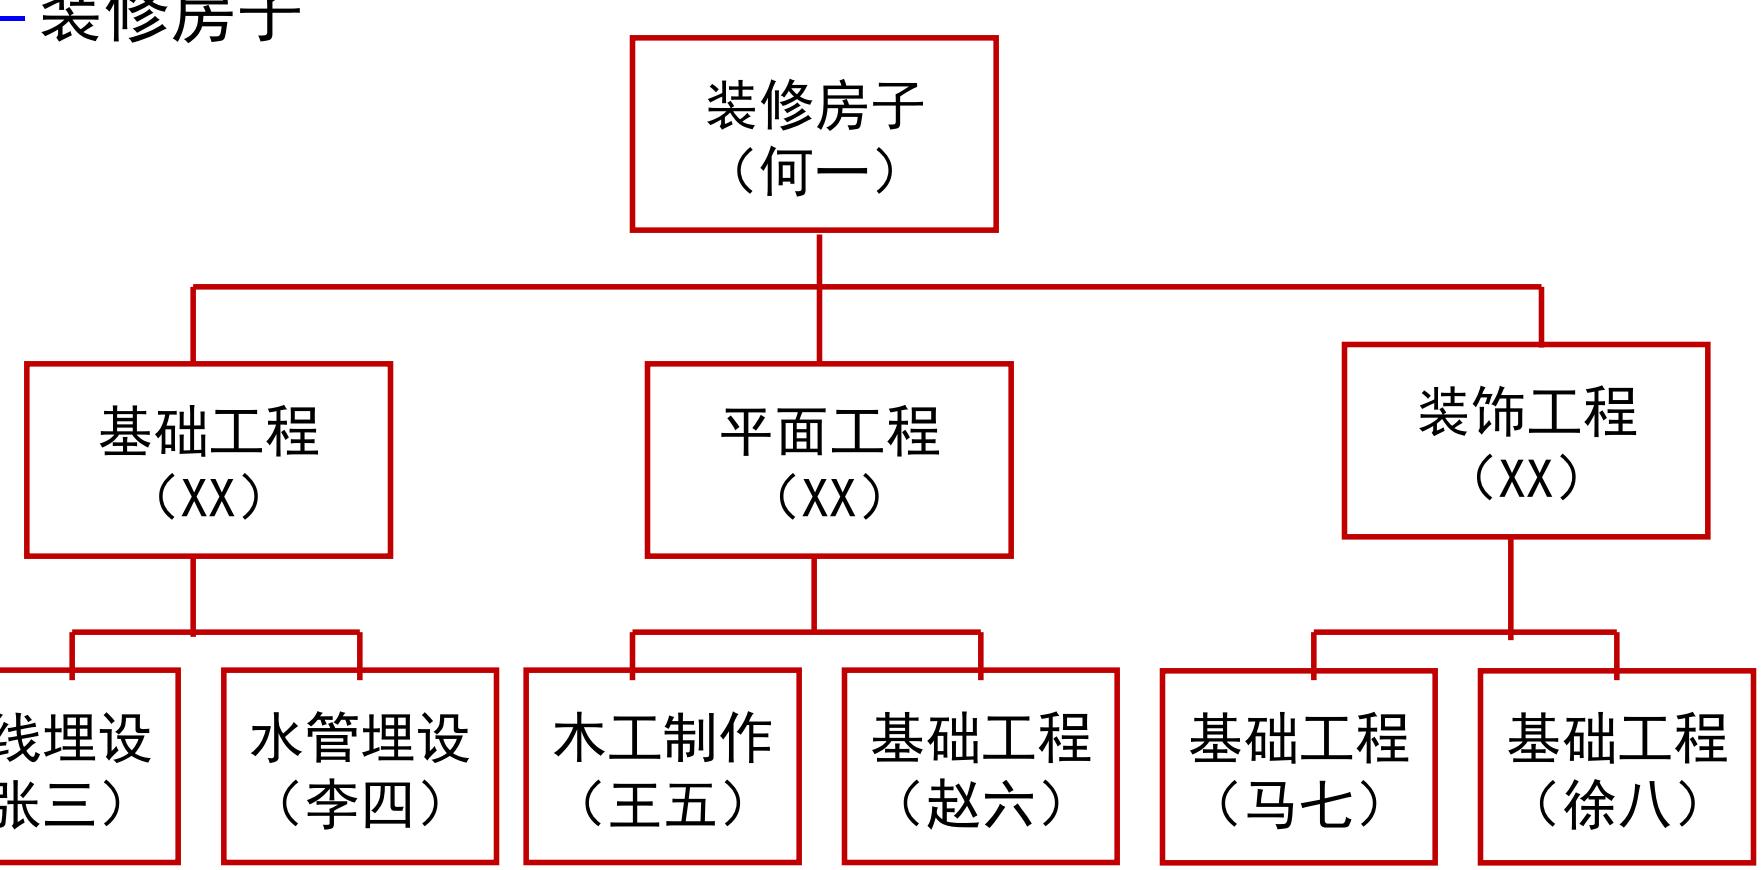 – 装修房子
装修房子
（何一）
基础工程
（XX）
平面工程
（XX）
装饰工程
（XX）
线埋设
张三）
水管埋设
（李四）
木工制作
（王五）
基础工程
（赵六）
基础工程
（马七）
基础工程
（徐八）